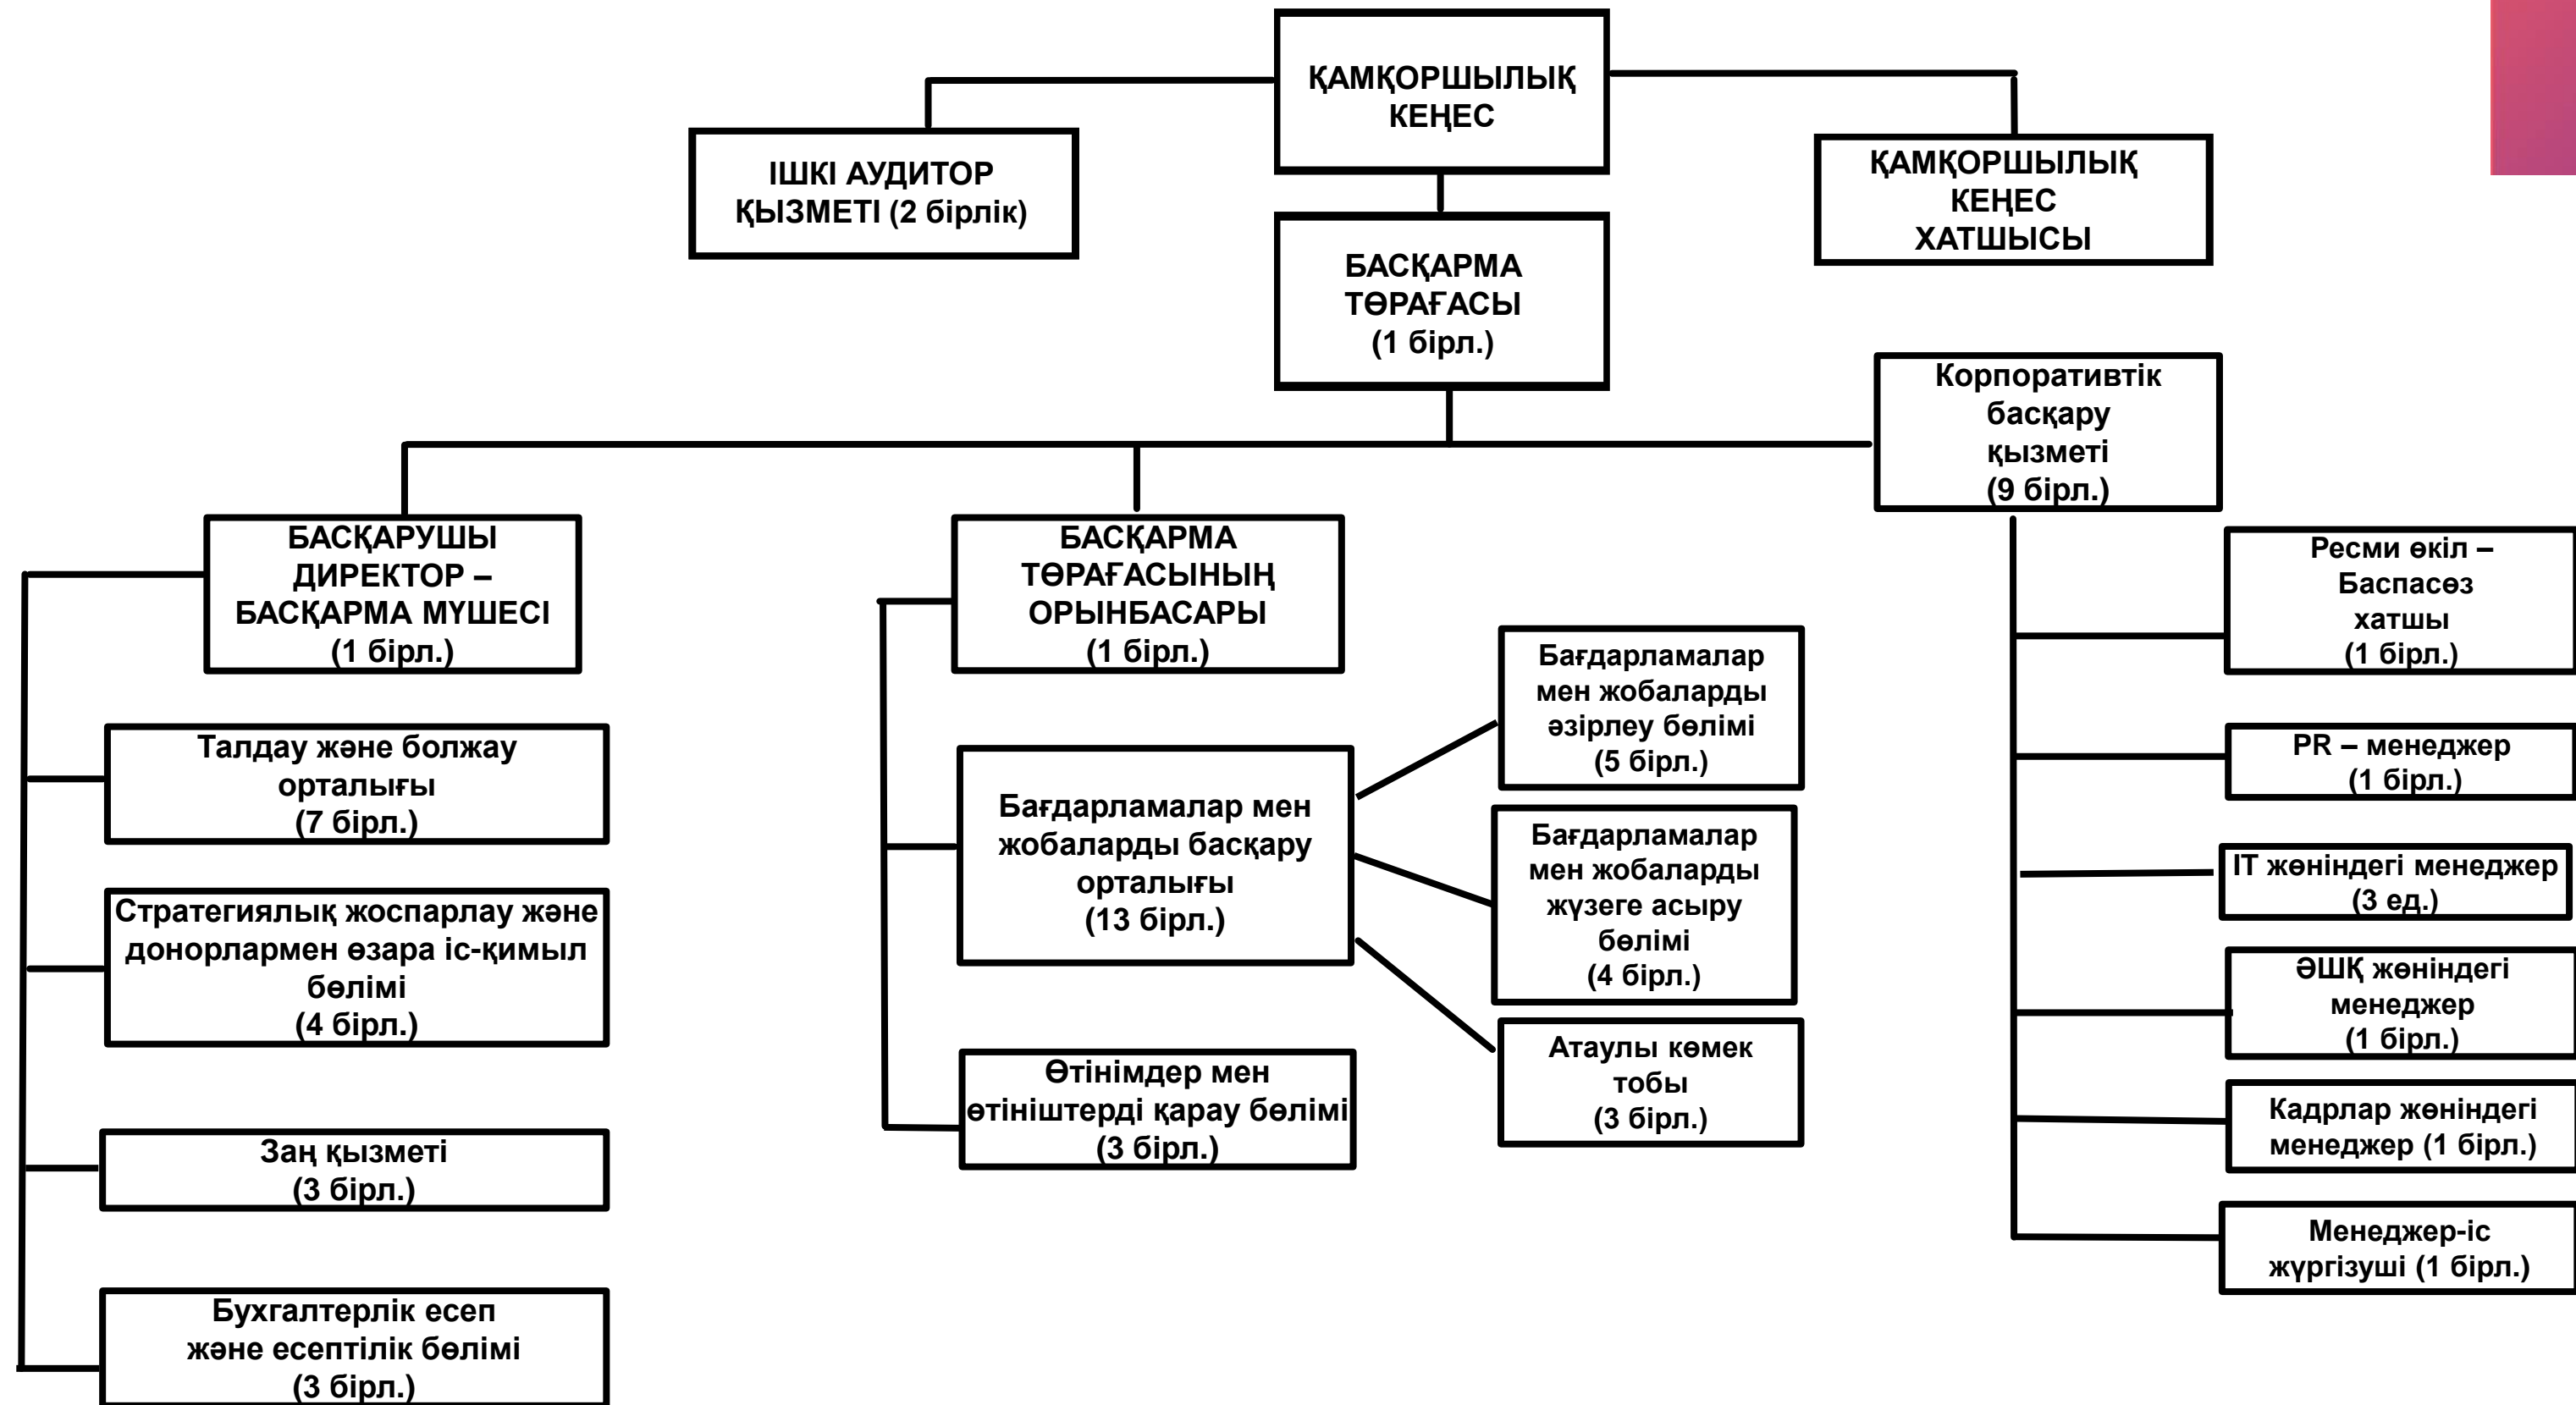 ҚАМҚОРШЫЛЫҚ
КЕҢЕС
ІШКІ АУДИТОР
ҚЫЗМЕТІ (2 бірлік)
ҚАМҚОРШЫЛЫҚ
КЕҢЕС
ХАТШЫСЫ
БАСҚАРМА
ТӨРАҒАСЫ
(1 бірл.)
Корпоративтік
басқару
қызметі
(9 бірл.)
БАСҚАРУШЫ
ДИРЕКТОР –
БАСҚАРМА МҮШЕСІ
(1 бірл.)
Талдау және болжау
орталығы
(7 бірл.)
Стратегиялық жоспарлау және
донорлармен өзара іс-қимыл
бөлімі
(4 бірл.)
Заң қызметі
(3 бірл.)
Бухгалтерлік есеп
және есептілік бөлімі
(3 бірл.)
БАСҚАРМА
ТӨРАҒАСЫНЫҢ
ОРЫНБАСАРЫ
(1 бірл.)
Бағдарламалар мен
жобаларды басқару
орталығы
(13 бірл.)
Өтінімдер мен
өтініштерді қарау бөлімі
(3 бірл.)
Бағдарламалар
мен жобаларды
әзірлеу бөлімі
(5 бірл.)
Бағдарламалар
мен жобаларды
жүзеге асыру
бөлімі
(4 бірл.)
Атаулы көмек
тобы
(3 бірл.)
Ресми өкіл –
Баспасөз
хатшы
(1 бірл.)
PR – менеджер
(1 бірл.)
IT жөніндегі менеджер
(3 ед.)
ӘШҚ жөніндегі
менеджер
(1 бірл.)
Кадрлар жөніндегі
менеджер (1 бірл.)
Менеджер-іс
жүргізуші (1 бірл.)